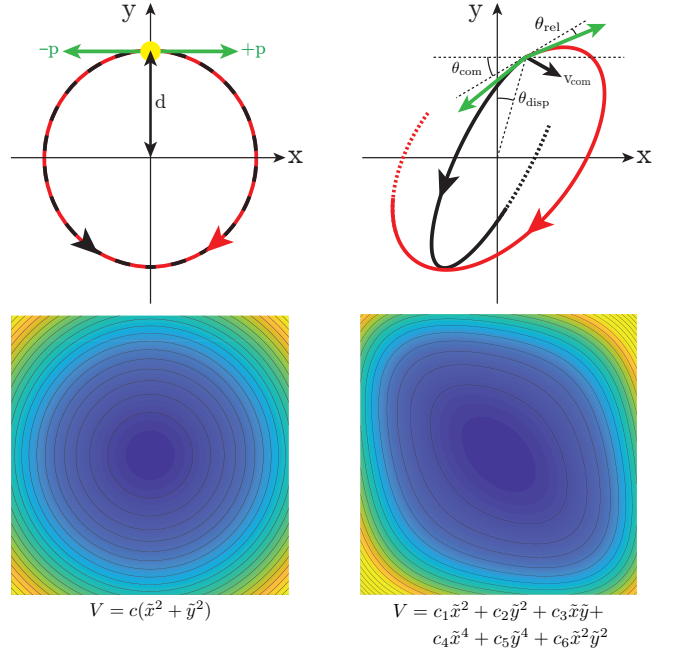 y
−p
+p
d
x
y
θrel
θcom
vcom
θdisp
x
V = c(x̃² + ỹ²)
V = c₁x̃² + c₂ỹ² + c₃x̃ỹ+
c₄x̃⁴ + c₅ỹ⁴ + c₆x̃²ỹ²